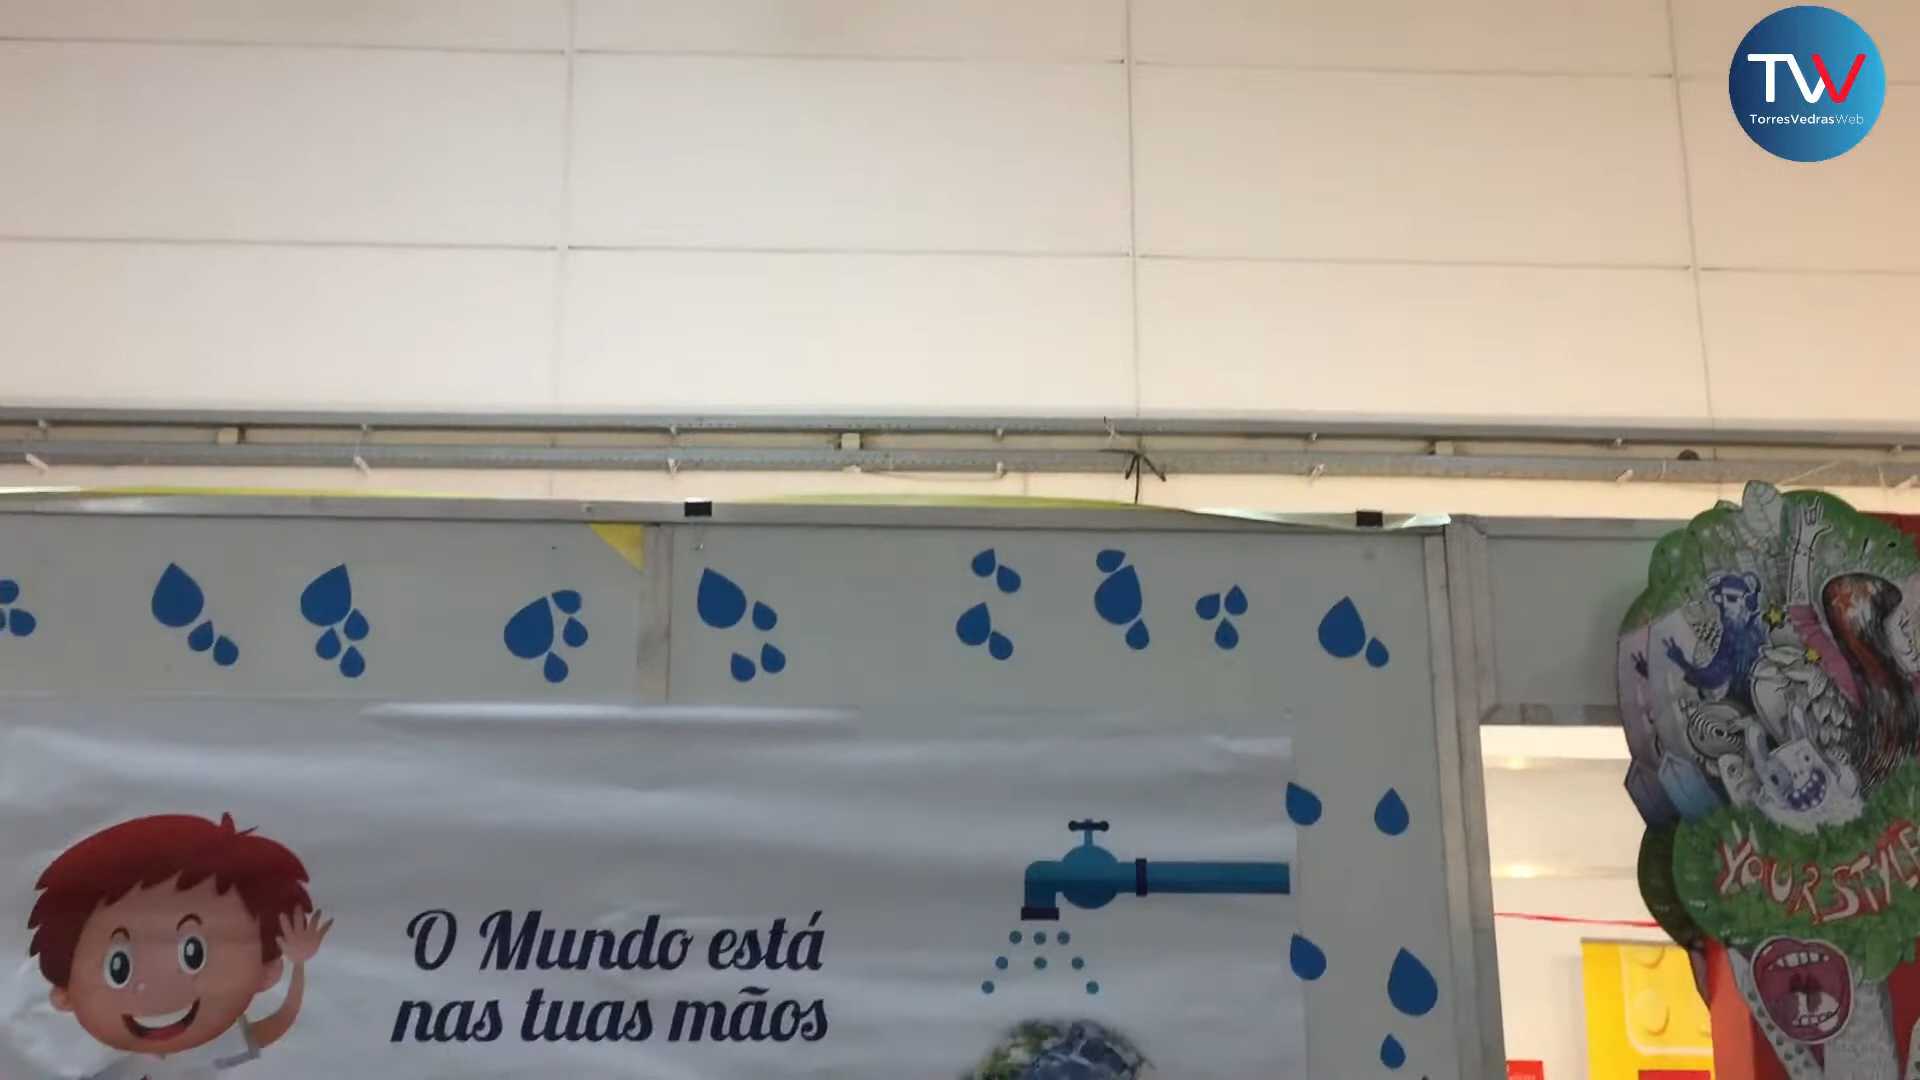 TW
TorresVedrasWeb
O Mundo está
nas tuas mãos
YOUR STYLE